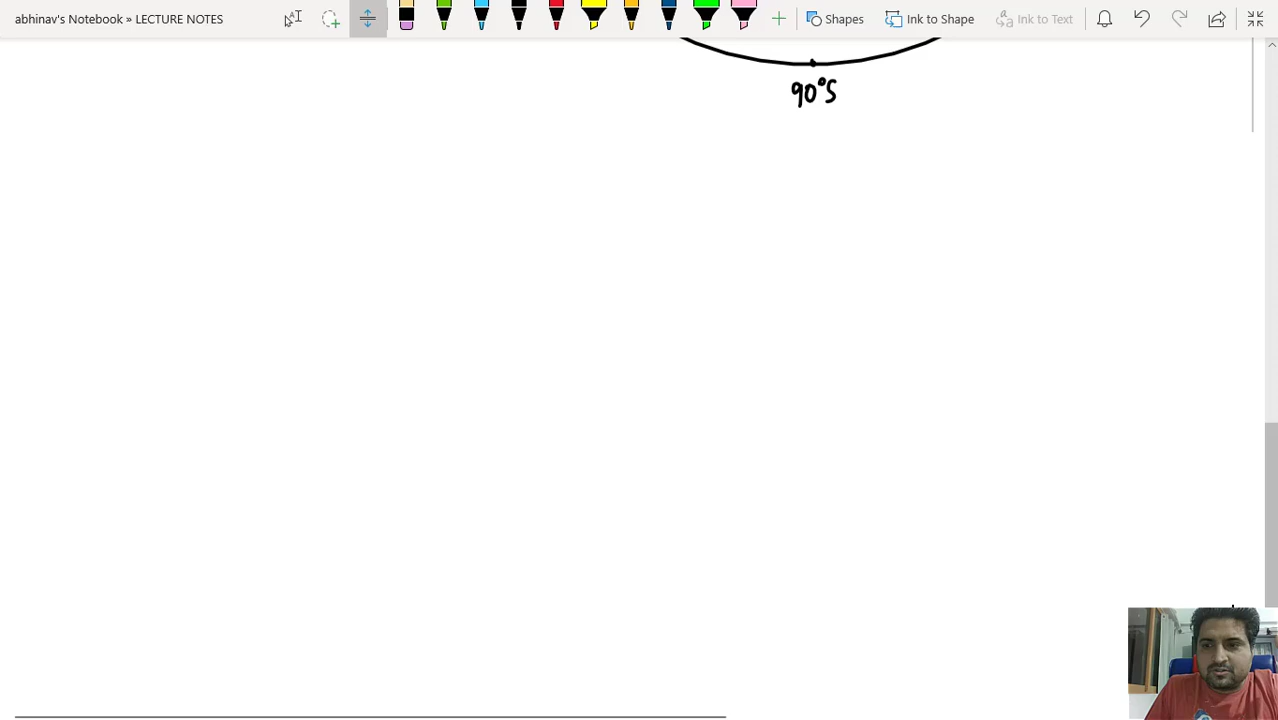 abhinav's Notebook » LECTURE NOTES
Shapes
Ink to Shape
Ink to Text
90°S